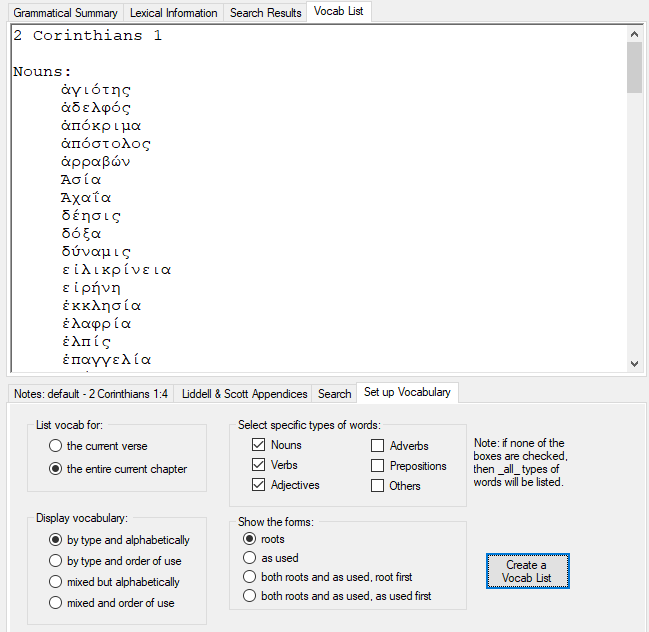 Grammatical Summary Lexical Information Search Results Vocab List
2 Corinthians 1
Nouns:
ἁγιότης
ἀδελφός
ἀπόκριμα
ἀπόστολος
ἀρραβών
Ἀσία
Ἀχαΐα
δέησις
δόξα
δύναμις
εἰλικρίνεια
εἰρήνη
ἐκκλησία
ἐλαφρία
ἐλπίς
ἐπαγγελία
Notes: default - 2 Corinthians 1:4 Liddell & Scott Appendices Search Set up Vocabulary
List vocab for:
the current verse
the entire current chapter
Select specific types of words:
Nouns Adverbs
Verbs Prepositions
Adjectives Others
Note: if none of the
boxes are checked,
then _all_ types of
words will be listed.
Display vocabulary:
by type and alphabetically
by type and order of use
mixed but alphabetically
mixed and order of use
Show the forms:
roots
as used
both roots and as used, root first
both roots and as used, as used first
Create a
Vocab List